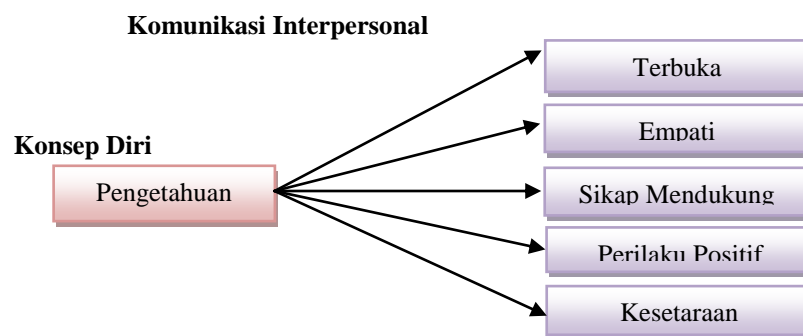 Komunikasi Interpersonal
Terbuka
Empati
Konsep Diri
Pengetahuan
Sikap Mendukung
Perilaku Positif
Kesetaraan